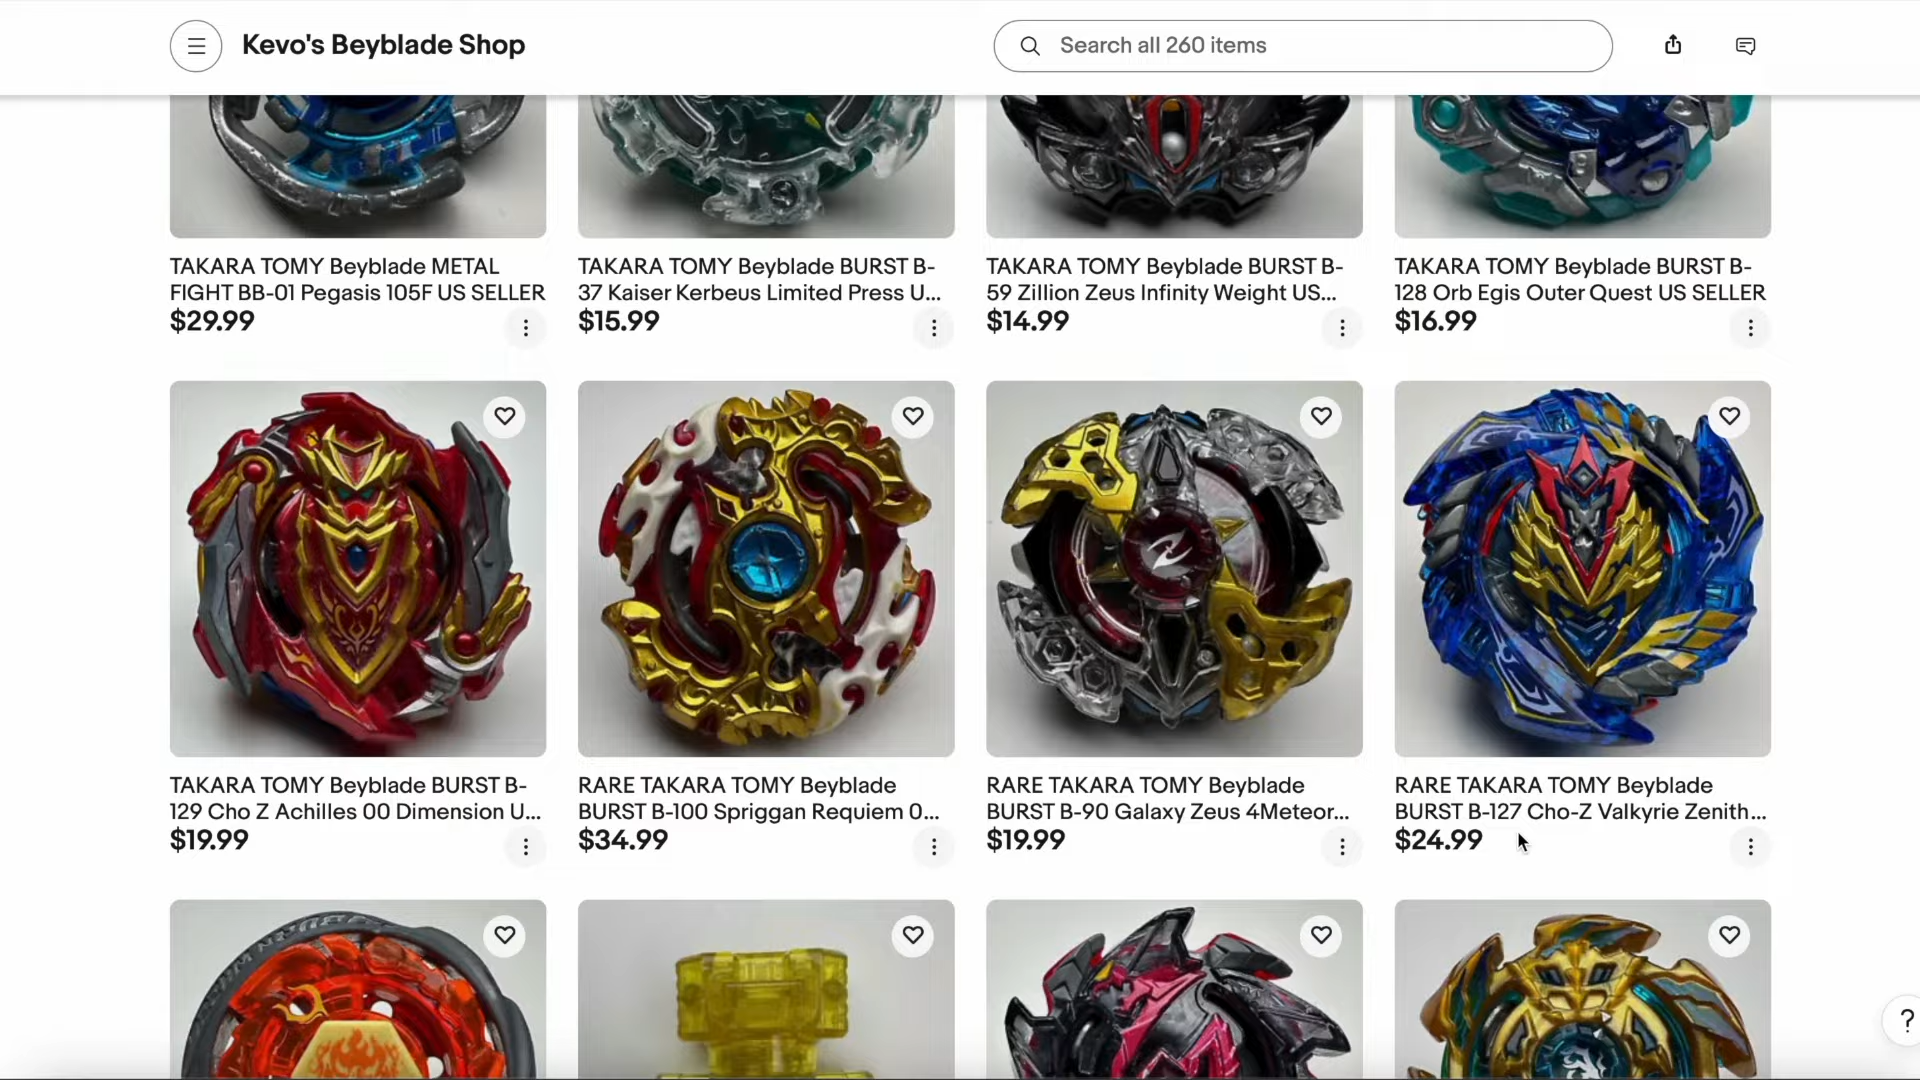 Kevo's Beyblade Shop
Search all 260 items
TAKARA TOMY Beyblade METAL
FIGHT BB-01 Pegasis 105F US SELLER
$29.99
TAKARA TOMY Beyblade BURST B-
37 Kaiser Kerbeus Limited Press U...
$15.99
TAKARA TOMY Beyblade BURST B-
59 Zillion Zeus Infinity Weight US...
$14.99
TAKARA TOMY Beyblade BURST B-
128 Orb Egis Outer Quest US SELLER
$16.99
TAKARA TOMY Beyblade BURST B-
129 Cho Z Achilles 00 Dimension U...
$19.99
RARE TAKARA TOMY Beyblade
BURST B-100 Spriggan Requiem 0...
$34.99
RARE TAKARA TOMY Beyblade
BURST B-90 Galaxy Zeus 4Meteor...
$19.99
RARE TAKARA TOMY Beyblade
BURST B-127 Cho-Z Valkyrie Zenith...
$24.99
?